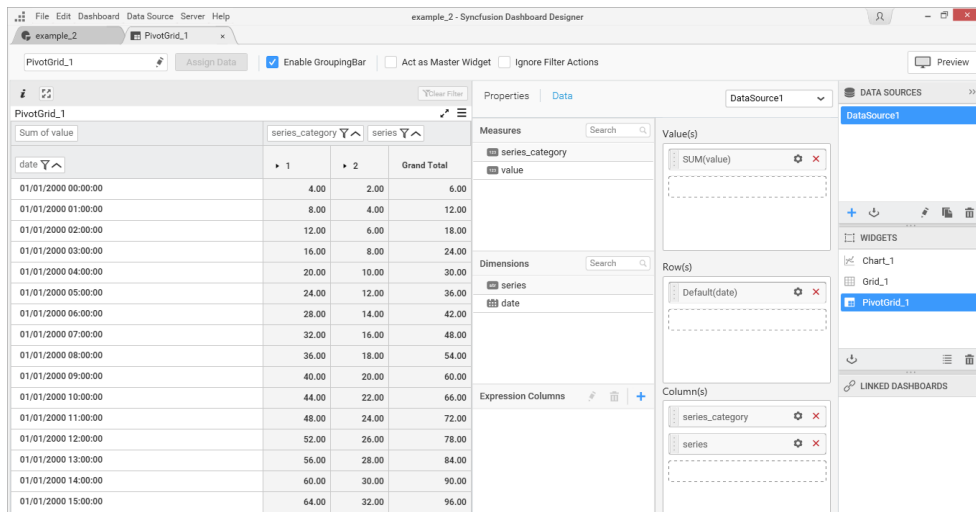 File Edit Dashboard Data Source Server Help
example_2 - Syncfusion Dashboard Designer
example_2 PivotGrid_1 ×
PivotGrid_1 Assign Data Enable GroupingBar Act as Master Widget Ignore Filter Actions Preview
i Clear Filter
PivotGrid_1
Sum of value series_category series
date 1 2 Grand Total
01/01/2000 00:00:00 4.00 2.00 6.00
01/01/2000 01:00:00 8.00 4.00 12.00
01/01/2000 02:00:00 12.00 6.00 18.00
01/01/2000 03:00:00 16.00 8.00 24.00
01/01/2000 04:00:00 20.00 10.00 30.00
01/01/2000 05:00:00 24.00 12.00 36.00
01/01/2000 06:00:00 28.00 14.00 42.00
01/01/2000 07:00:00 32.00 16.00 48.00
01/01/2000 08:00:00 36.00 18.00 54.00
01/01/2000 09:00:00 40.00 20.00 60.00
01/01/2000 10:00:00 44.00 22.00 66.00
01/01/2000 11:00:00 48.00 24.00 72.00
01/01/2000 12:00:00 52.00 26.00 78.00
01/01/2000 13:00:00 56.00 28.00 84.00
01/01/2000 14:00:00 60.00 30.00 90.00
01/01/2000 15:00:00 64.00 32.00 96.00
Properties Data DataSource1
Measures Search
series_category
value
Dimensions Search
series
date
Expression Columns
Value(s)
SUM(value)
Row(s)
Default(date)
Column(s)
series_category
series
DATA SOURCES
DataSource1
WIDGETS
Chart_1
Grid_1
PivotGrid_1
LINKED DASHBOARDS